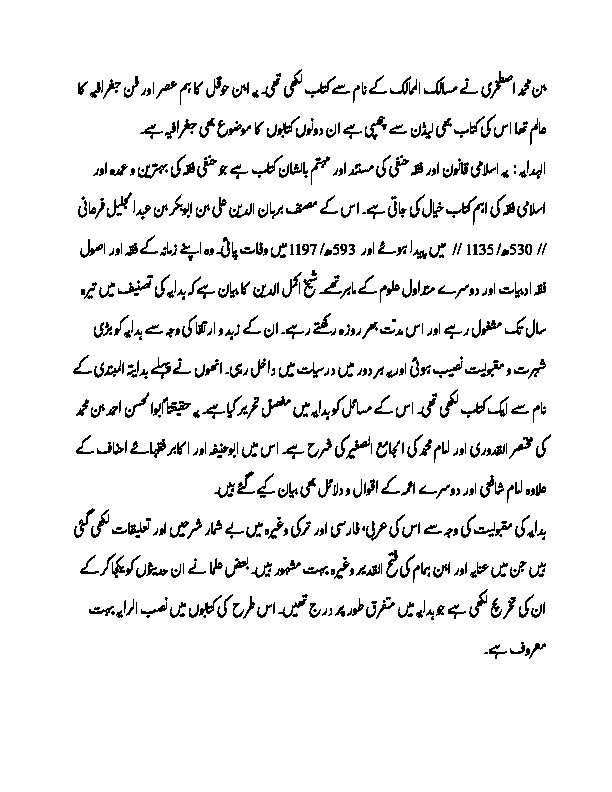 بن محمد اصطخری نے مسالک الممالک کے نام سے کتاب لکھی تھی۔ یہ ابن حوقل کا ہم عصر اور فن جغرافیہ کا
عالم تھا اس کی کتاب بھی لیڈن سے چھپی ہے ان دونوں کتابوں کا موضوع بھی جغرافیہ ہے۔
الہدایہ: یہ اسلامی قانون اور فقہ حنفی کی مستند اور مہتم بالشان کتاب ہے جو حنفی فقہ کی بہترین و عمدہ اور
اسلامی فقہ کی اہم کتاب خیال کی جاتی ہے۔ اس کے مصنف برہان الدین علی بن ابوبکر بن عبدالجلیل فرغانی
// 530ھ/ 1135 // میں پیدا ہوئے اور 593ھ/ 1197 میں وفات پائی۔ وہ اپنے زمانہ کے فقہ اور اصول
فقہ ادبیات اور دوسرے متداول علوم کے ماہر تھے۔ شیخ اکمل الدین کا بیان ہے کہ ہدایہ کی تصنیف میں تیرہ
سال تک مشغول رہے اور اس مدت بھر روزہ رکھتے رہے۔ ان کے زہد و ارتقا کی وجہ سے ہدایہ کو بڑی
شہرت و مقبولیت نصیب ہوئی اور یہ ہر دور میں درسیات میں داخل رہی۔ انھوں نے پہلے بدایۃ المبتدی کے
نام سے ایک کتاب لکھی تھی۔ اس کے مسائل کو ہدایہ میں مفصل تحریر کیا ہے۔ یہ حقیقتاً ابوالحسن احمد بن محمد
کی مختصر القدوری اور امام محمد کی الجامع الصغیر کی شرح ہے۔ اس میں ابوحنیفہ اور اکابر فقہائے احناف کے
علاوہ امام شافعی اور دوسرے ائمہ کے اقوال و دلائل بھی بیان کیے گئے ہیں۔
ہدایہ کی مقبولیت کی وجہ سے اس کی عربی، فارسی اور ترکی وغیرہ میں بے شمار شرحیں اور تعلیقات لکھی گئی
ہیں جن میں عنایہ اور ابن ہمام کی فتح القدیر وغیرہ بہت مشہور ہیں۔ بعض علما نے ان حدیثوں کو یکجا کر کے
ان کی تخریج لکھی ہے جو ہدایہ میں متفرق طور پر درج تھیں۔ اس طرح کی کتابوں میں نصب الرایہ بہت
معروف ہے۔